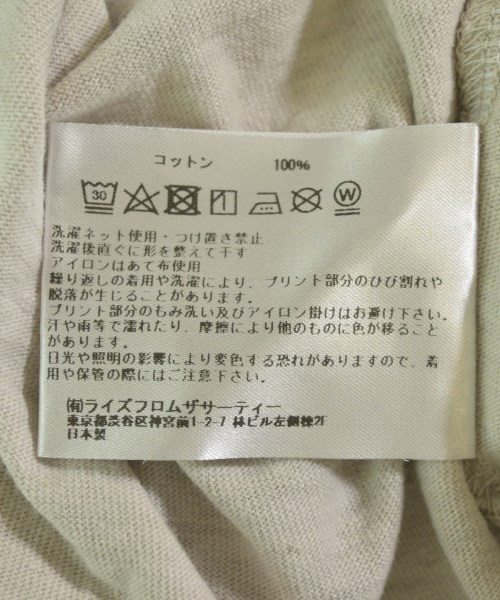 コットン 100%
30 W
洗濯ネット使用・つけ置き禁止
洗濯後直ぐに形を整えて干す
アイロンはあて布使用
繰り返しの着用や洗濯により、プリント部分のひび割れや
脱落が生じることがあります。
プリント部分のもみ洗い及びアイロン掛けはお避け下さい。
汗や雨等で濡れたり、摩擦により他のものに色が移ること
があります。
日光や照明の影響により変色する恐れがありますので、着
用や保管の際にはご注意下さい。
㈲ライズフロムザサーティー
東京都渋谷区神宮前1-2-7 林ビル左側棟2F
日本製